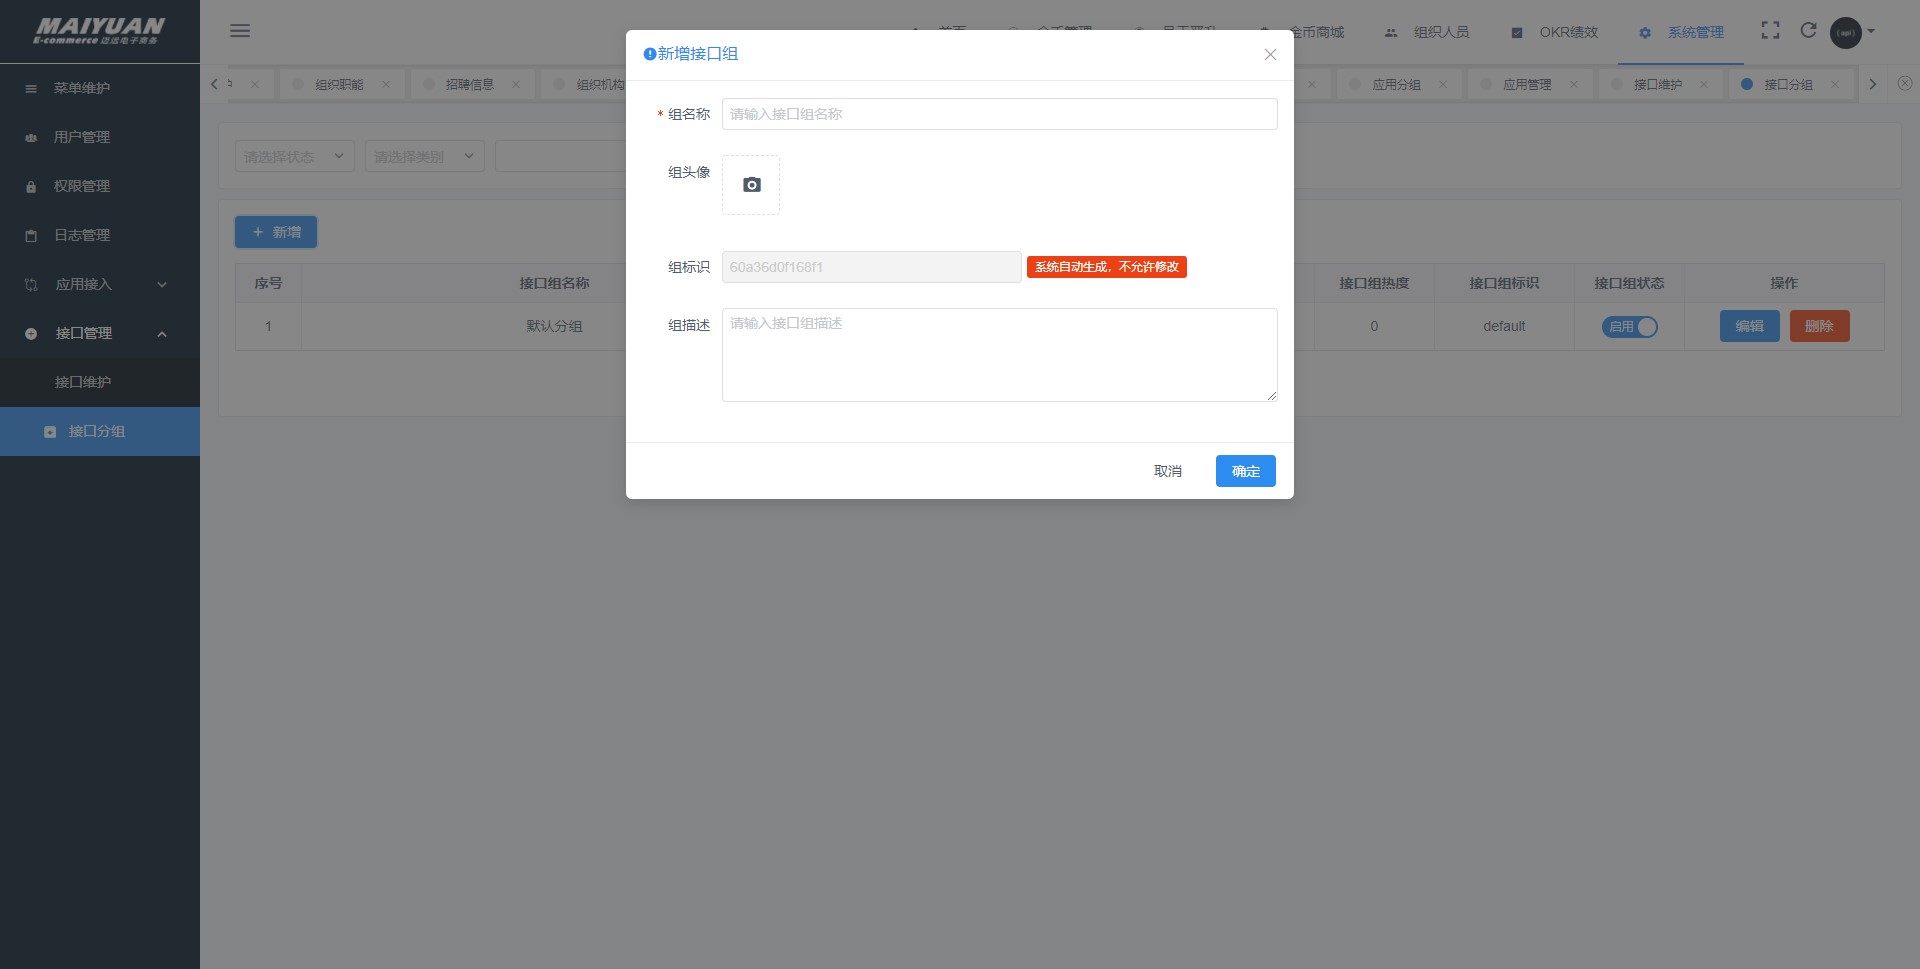 MAIYUAN
E-commerce 迈远电子商务
金币商城
组织人员
OKR绩效
系统管理
菜单维护
用户管理
权限管理
日志管理
应用接入
接口管理
接口维护
接口分组
组织职能
招聘信息
组织机构
应用分组
应用管理
接口维护
接口分组
请选择状态
请选择类别
+ 新增
序号
接口组名称
接口组热度
接口组标识
接口组状态
操作
1
默认分组
0
default
启用
编辑
删除
新增接口组
* 组名称
请输入接口组名称
组头像
组标识
60a36d0f168f1
系统自动生成，不允许修改
组描述
请输入接口组描述
取消
确定